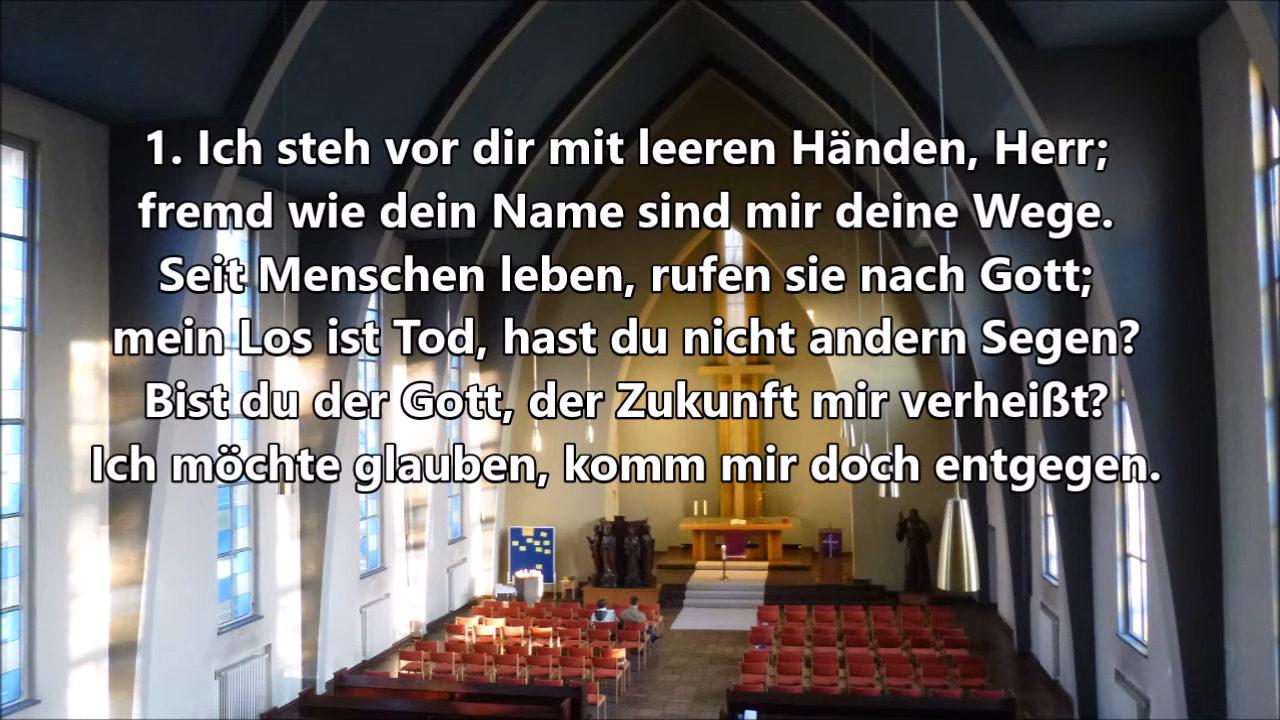 1. Ich steh vor dir mit leeren Händen, Herr;
fremd wie dein Name sind mir deine Wege.
Seit Menschen leben, rufen sie nach Gott;
mein Los ist Tod, hast du nicht andern Segen?
Bist du der Gott, der Zukunft mir verheißt?
Ich möchte glauben, komm mir doch entgegen.